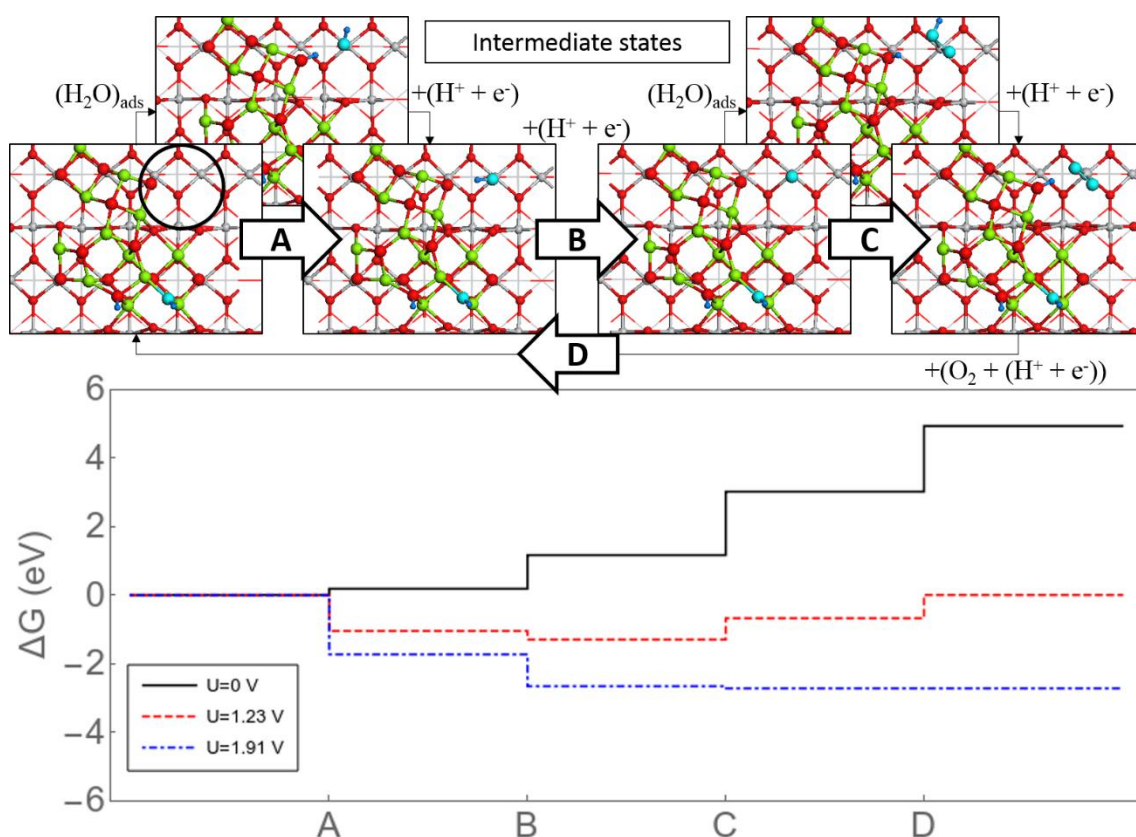 Intermediate states
(H2O)ads
+(H+ + e-)
+(H+ + e-)
(H2O)ads
+(H+ + e-)
A
B
C
D
+(O2 + (H+ + e-))
6
4
2
0
−2
−4
−6
ΔG (eV)
U=0 V
U=1.23 V
U=1.91 V
A
B
C
D